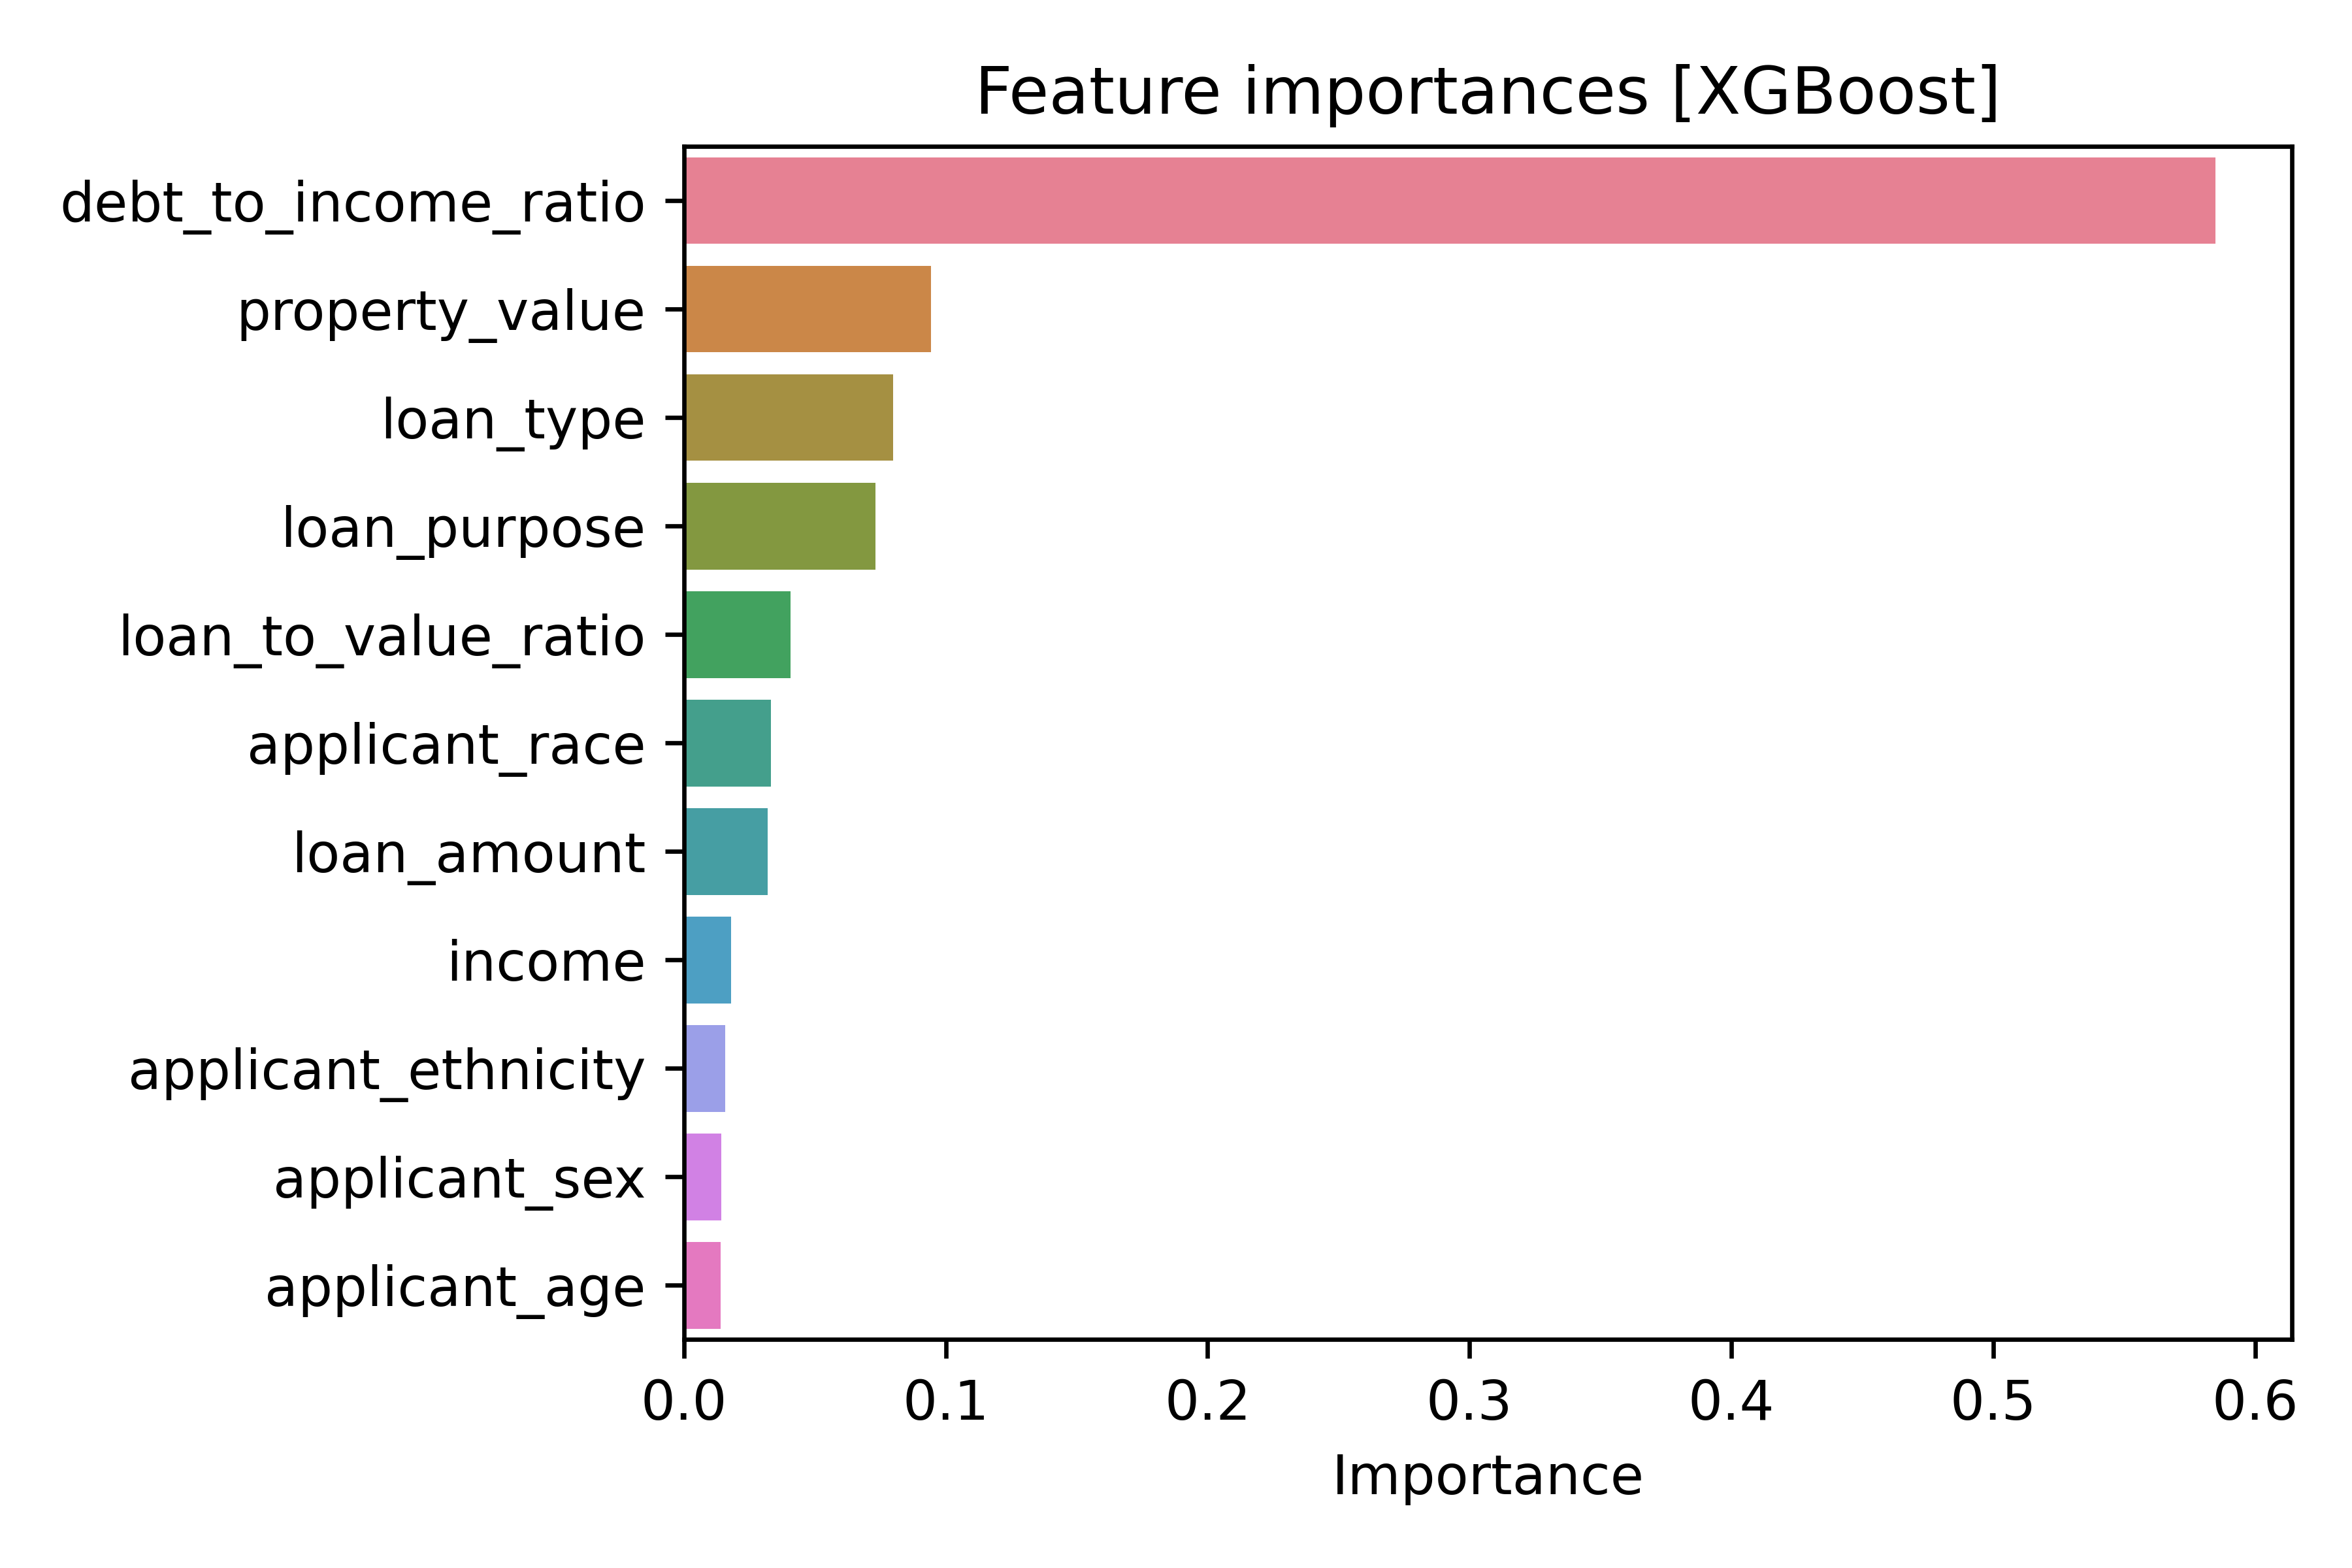 Feature importances [XGBoost]
debt_to_income_ratio
property_value
loan_type
loan_purpose
loan_to_value_ratio
applicant_race
loan_amount
income
applicant_ethnicity
applicant_sex
applicant_age
0.0 0.1 0.2 0.3 0.4 0.5 0.6
Importance